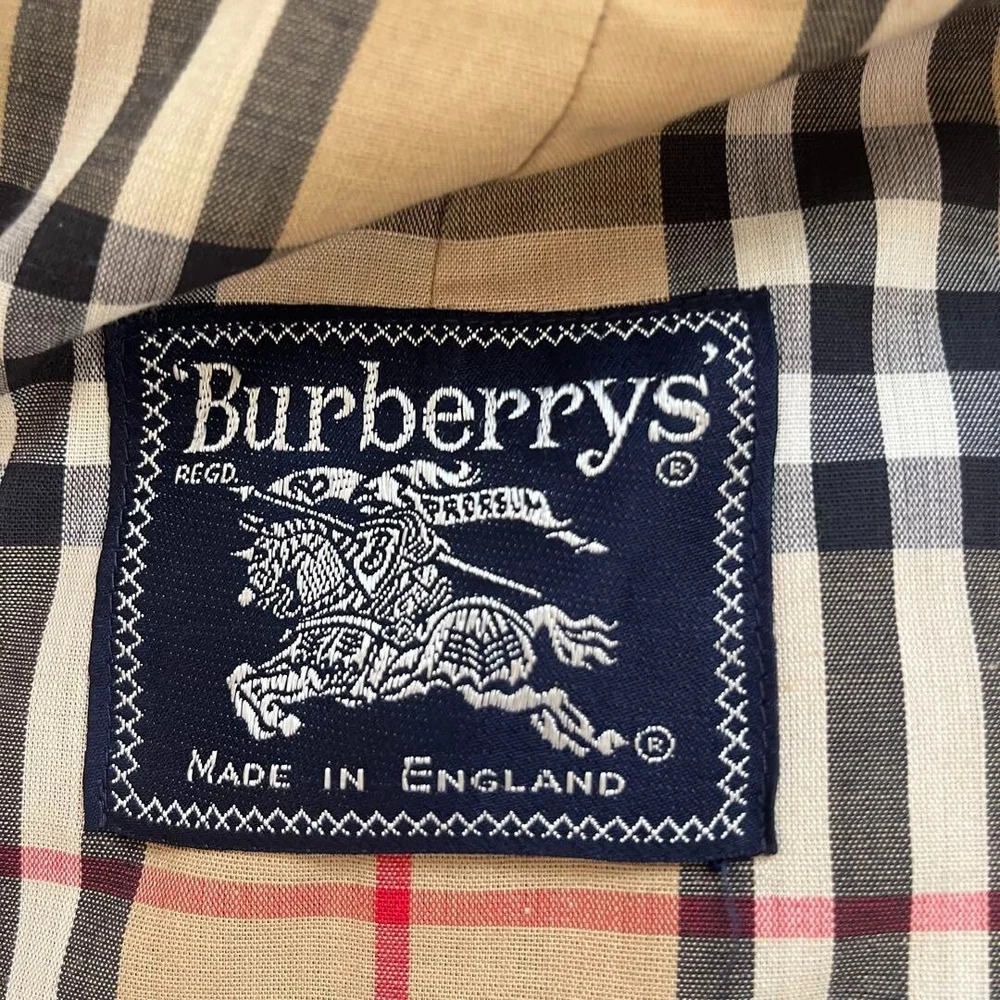 'Burberrys'
REGD. ®
PRORSUM
®
MADE IN ENGLAND